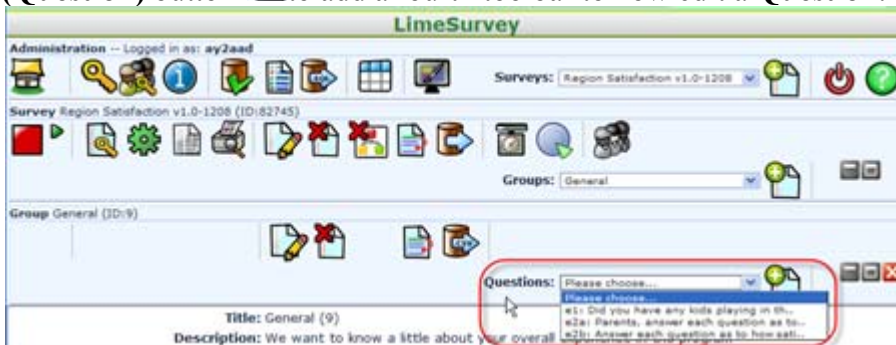 LimeSurvey
Administration -- Logged in as: ay2aad
Surveys: Region Satisfaction v1.0-1208
Survey Region Satisfaction v1.0-1208 (ID:82745)
Groups: General
Group General (ID:9)
Questions: Please choose...
Please choose...
e1: Did you have any kids playing in th..
e2a: Parents, answer each question as to..
e2b: Answer each question as to how sati..
Title: General (9)
Description: We want to know a little about your overall